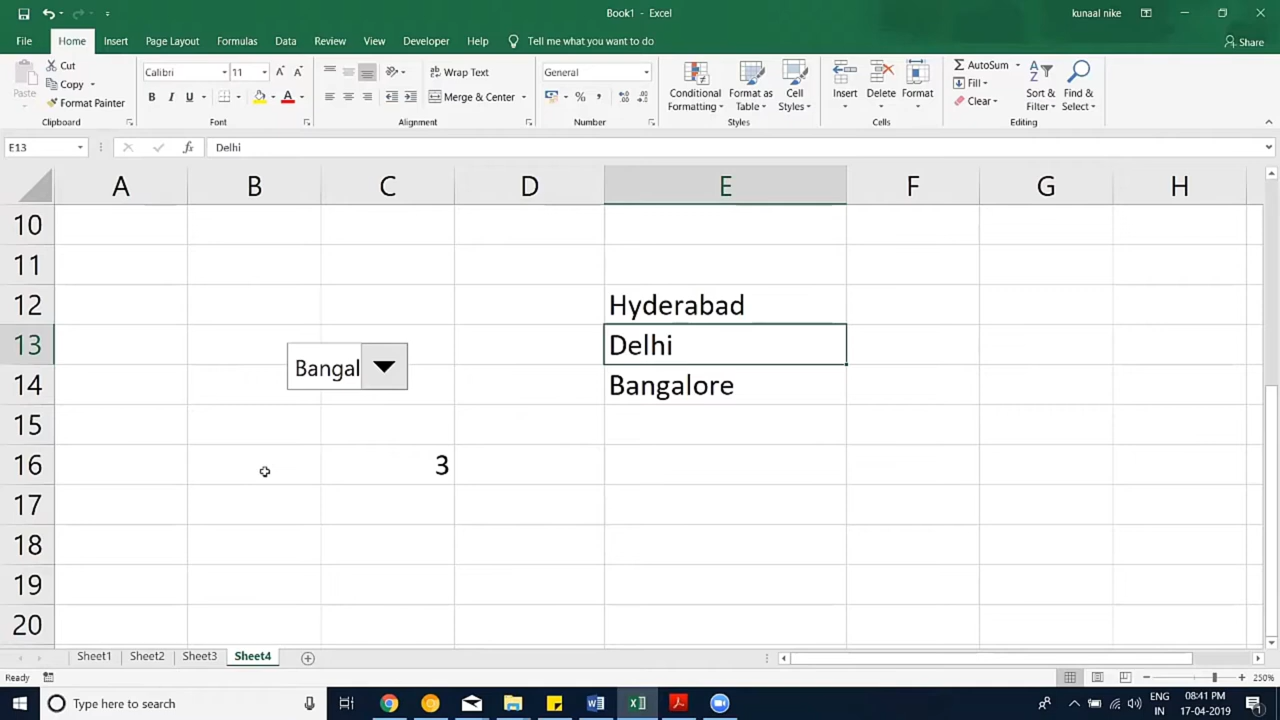 Book1 - Excel
kunaal nike
File Home Insert Page Layout Formulas Data Review View Developer Help Tell me what you want to do Share
Paste
Cut
Copy
Format Painter
Clipboard
Calibri 11
B I U
A A
Font
Wrap Text
Merge & Center
Alignment
General
% ,
Number
Conditional Formatting
Format as Table
Cell Styles
Styles
Insert
Delete
Format
Cells
AutoSum
Fill
Clear
Sort & Filter
Find & Select
Editing
E13 fx Delhi
A B C D E F G H
10
11
12 Hyderabad
13 Delhi
Bangal
14 Bangalore
15
16 3
17
18
19
20
Sheet1 Sheet2 Sheet3 Sheet4
Ready 250%
Type here to search
ENG 08:41 PM
IN 17-04-2019